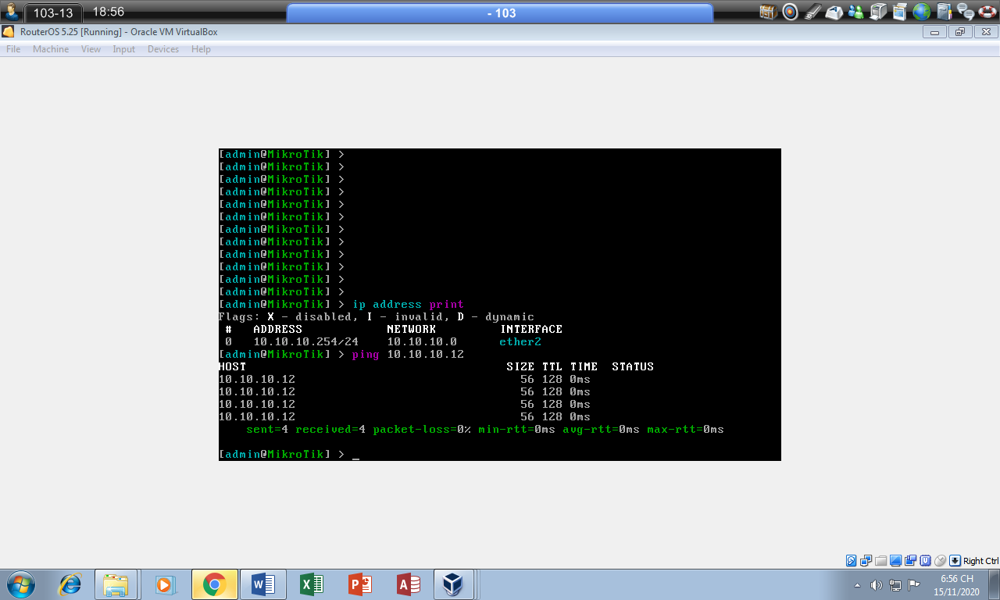 103-13 18:56 - 103
RouterOS 5.25 [Running] - Oracle VM VirtualBox
File Machine View Input Devices Help
[admin@MikroTik] >
[admin@MikroTik] >
[admin@MikroTik] >
[admin@MikroTik] >
[admin@MikroTik] >
[admin@MikroTik] >
[admin@MikroTik] >
[admin@MikroTik] >
[admin@MikroTik] >
[admin@MikroTik] >
[admin@MikroTik] >
[admin@MikroTik] >
[admin@MikroTik] > ip address print
Flags: X - disabled, I - invalid, D - dynamic
# ADDRESS NETWORK INTERFACE
0 10.10.10.254/24 10.10.10.0 ether2
[admin@MikroTik] > ping 10.10.10.12
HOST SIZE TTL TIME STATUS
10.10.10.12 56 128 0ms
10.10.10.12 56 128 0ms
10.10.10.12 56 128 0ms
10.10.10.12 56 128 0ms
sent=4 received=4 packet-loss=0% min-rtt=0ms avg-rtt=0ms max-rtt=0ms
[admin@MikroTik] > _
Right Ctrl
6:56 CH
15/11/2020